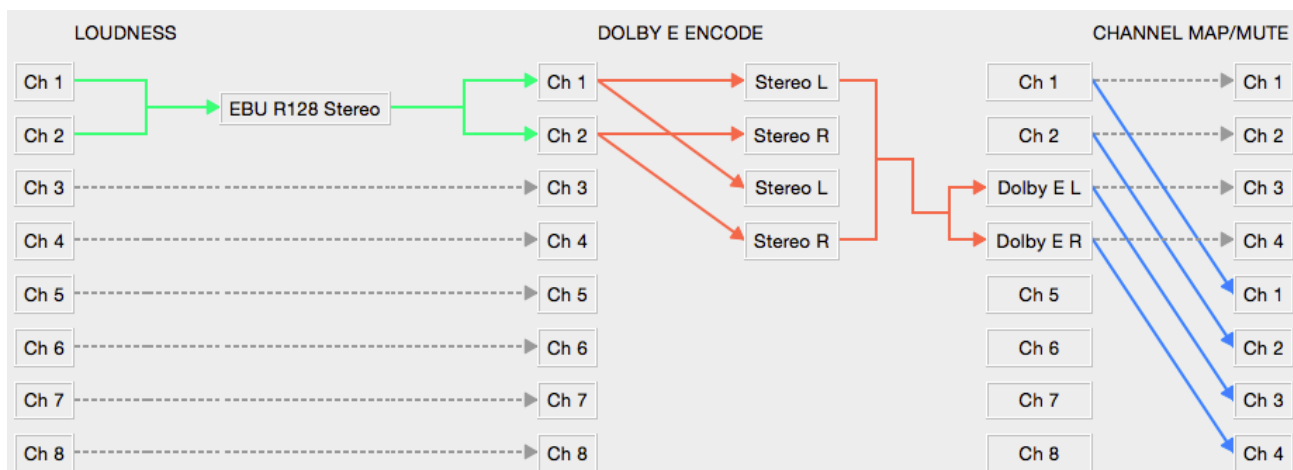 LOUDNESS DOLBY E ENCODE CHANNEL MAP/MUTE
Ch 1 EBU R128 Stereo Ch 1 Stereo L Ch 1 Ch 1
Ch 2 Ch 2 Stereo R Ch 2 Ch 2
Ch 3 Ch 3 Stereo L Dolby E L Ch 3
Ch 4 Ch 4 Stereo R Dolby E R Ch 4
Ch 5 Ch 5 Ch 5 Ch 1
Ch 6 Ch 6 Ch 6 Ch 2
Ch 7 Ch 7 Ch 7 Ch 3
Ch 8 Ch 8 Ch 8 Ch 4